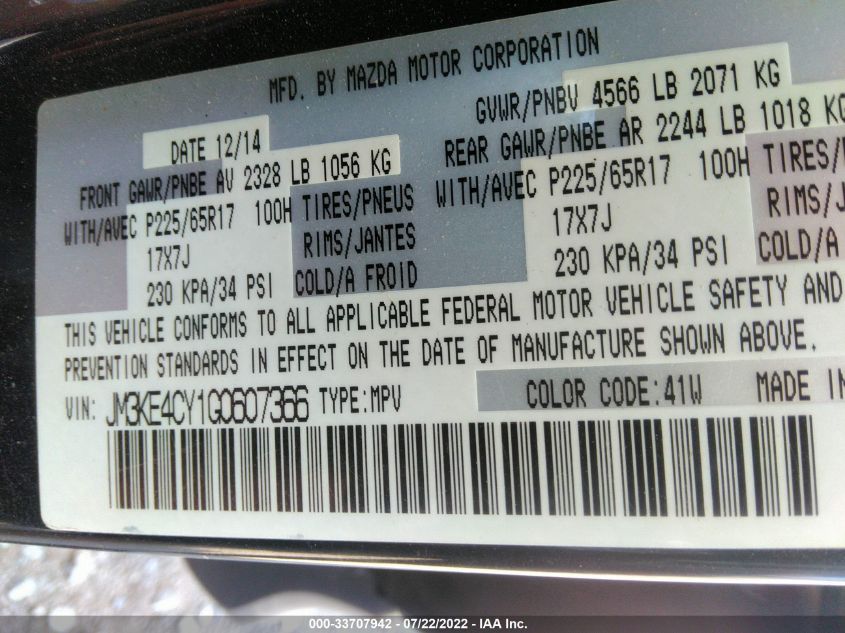 MFD. BY MAZDA MOTOR CORPORATION
DATE 12/14 GVWR/PNBV 4566 LB 2071 KG
FRONT GAWR/PNBE AV 2328 LB 1056 KG REAR GAWR/PNBE AR 2244 LB 1018 KG
WITH/AVEC P225/65R17 100H TIRES/PNEUS WITH/AVEC P225/65R17 100H TIRES/
17X7J RIMS/JANTES 17X7J RIMS/J
230 KPA/34 PSI COLD/A FROID 230 KPA/34 PSI COLD/A
THIS VEHICLE CONFORMS TO ALL APPLICABLE FEDERAL MOTOR VEHICLE SAFETY AND
PREVENTION STANDARDS IN EFFECT ON THE DATE OF MANUFACTURE SHOWN ABOVE.
VIN: JM3KE4CY1G0607366 TYPE:MPV COLOR CODE:41W MADE IN
000-33707942 - 07/22/2022 - IAA Inc.